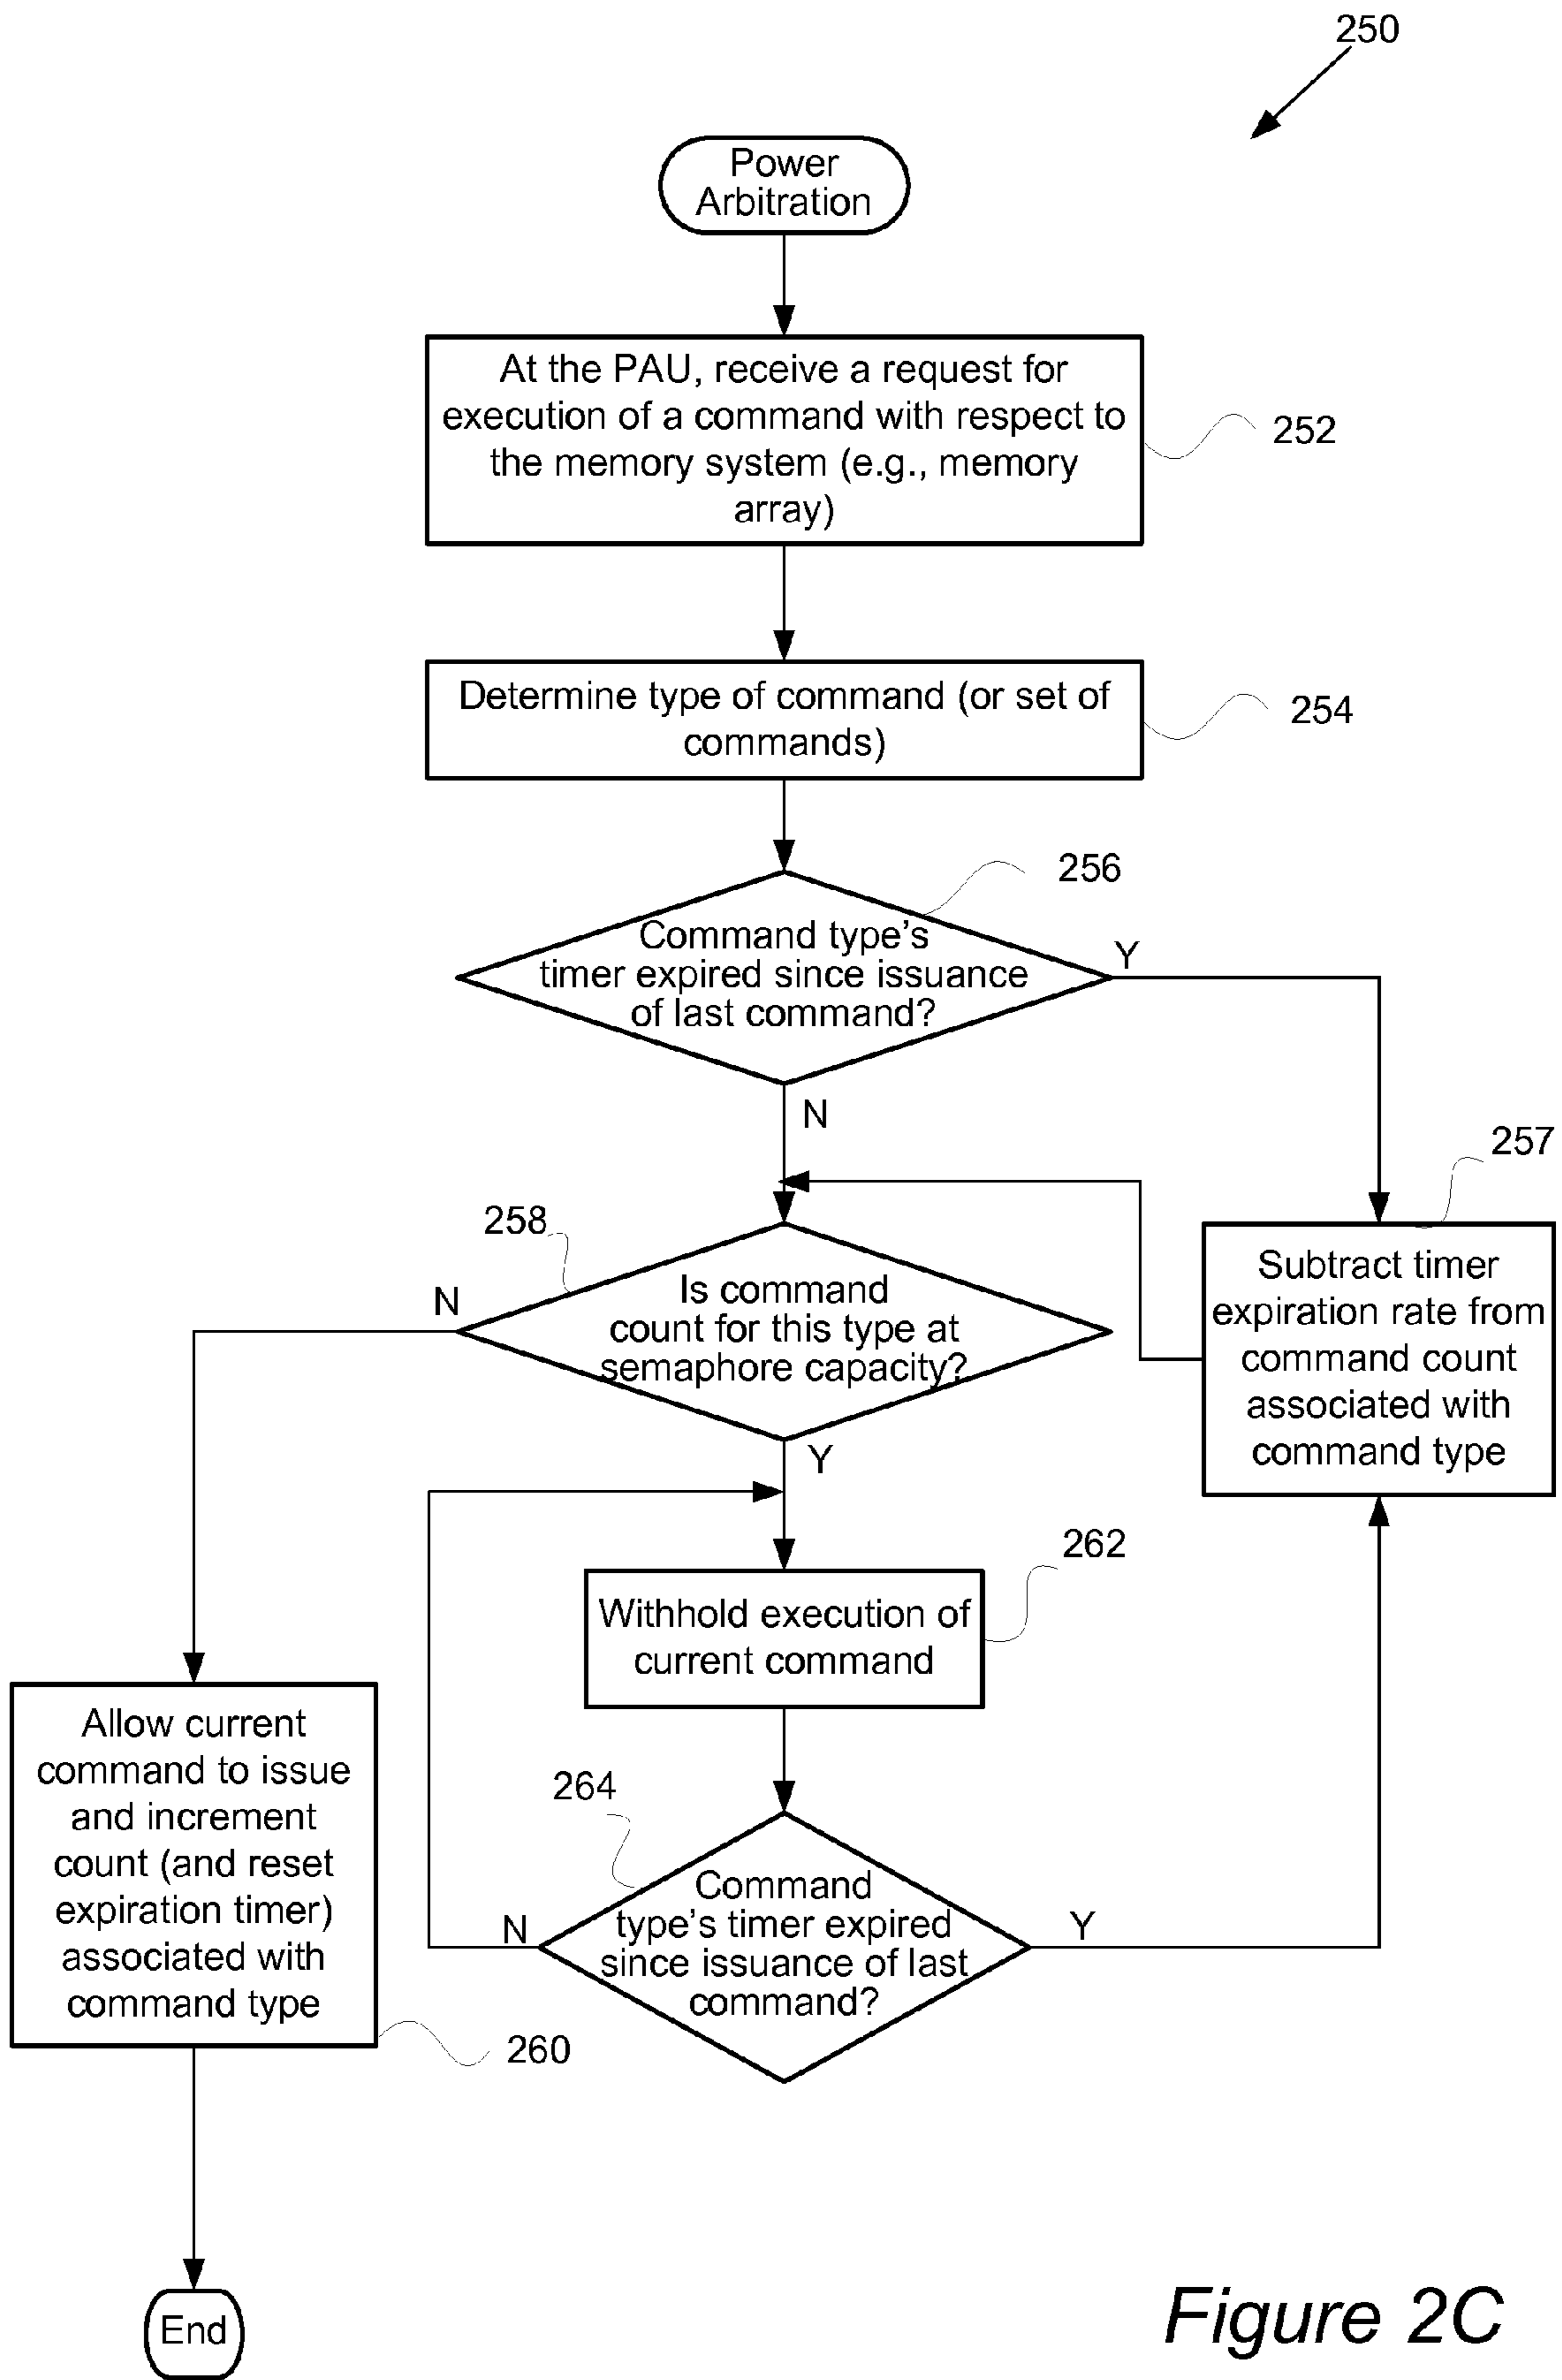 250
Power
Arbitration
At the PAU, receive a request for
execution of a command with respect to
the memory system (e.g., memory
array)
252
Determine type of command (or set of
commands)
254
256
Command type's
timer expired since issuance
of last command?
Y
N
257
Subtract timer
expiration rate from
command count
associated with
command type
258
Is command
count for this type at
semaphore capacity?
N
Y
262
Withhold execution of
current command
Allow current
command to issue
and increment
count (and reset
expiration timer)
associated with
command type
260
264
Command
type's timer expired
since issuance of last
command?
N
Y
End
Figure 2C